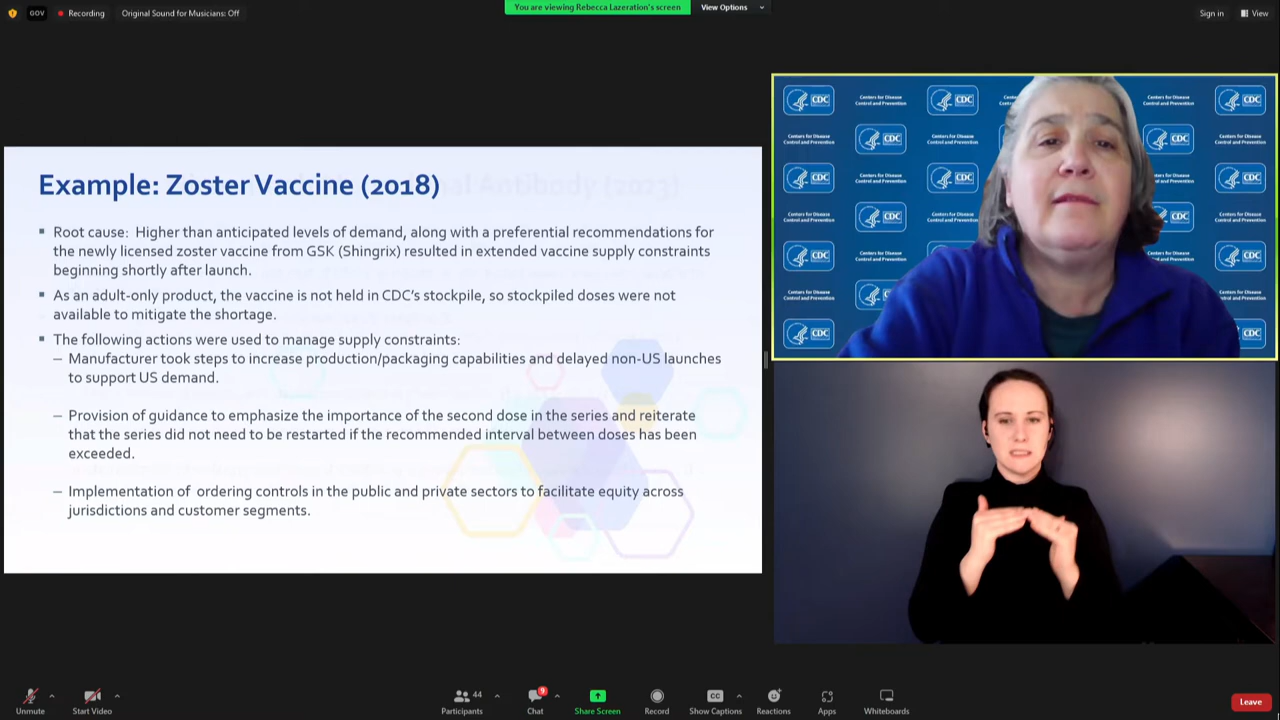 GOV
Recording
Original Sound for Musicians: Off
You are viewing Rebecca Lazeration's screen
View Options
Sign in
View
Example: Zoster Vaccine (2018)
Root cause:  Higher than anticipated levels of demand, along with a preferential recommendations for
the newly licensed zoster vaccine from GSK (Shingrix) resulted in extended vaccine supply constraints
beginning shortly after launch.
As an adult-only product, the vaccine is not held in CDC's stockpile, so stockpiled doses were not
available to mitigate the shortage.
The following actions were used to manage supply constraints:
– Manufacturer took steps to increase production/packaging capabilities and delayed non-US launches
to support US demand.
– Provision of guidance to emphasize the importance of the second dose in the series and reiterate
that the series did not need to be restarted if the recommended interval between doses has been
exceeded.
– Implementation of  ordering controls in the public and private sectors to facilitate equity across
jurisdictions and customer segments.
CDC
Centers for Disease
Control and Prevention
Unmute
Start Video
44
Participants
9
Chat
Share Screen
Record
CC
Show Captions
Reactions
Apps
Whiteboards
Leave